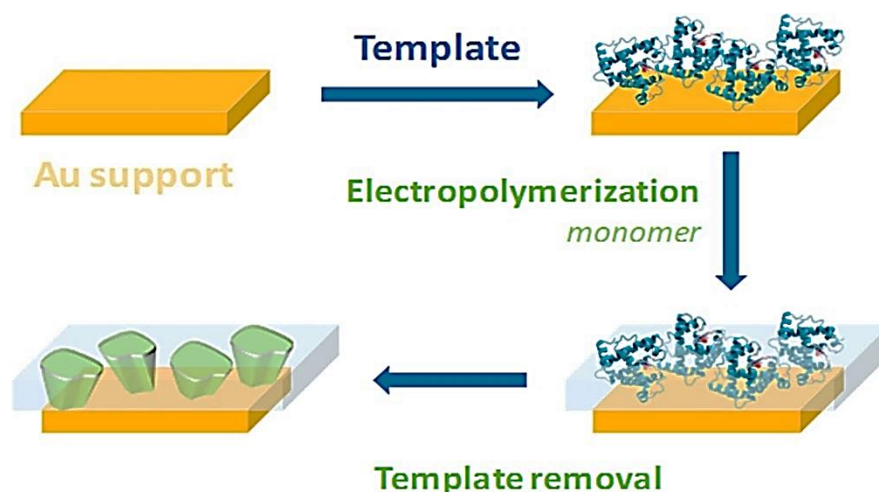 Template
Au support
Electropolymerization
monomer
Template removal